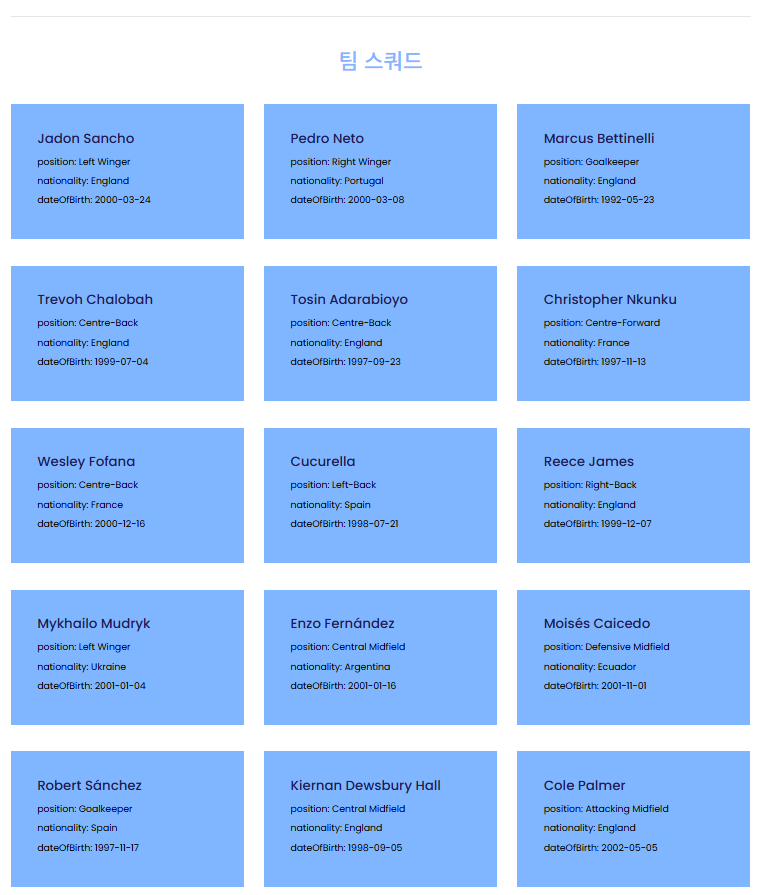 팀 스쿼드
Jadon Sancho
position: Left Winger
nationality: England
dateOfBirth: 2000-03-24
Pedro Neto
position: Right Winger
nationality: Portugal
dateOfBirth: 2000-03-08
Marcus Bettinelli
position: Goalkeeper
nationality: England
dateOfBirth: 1992-05-23
Trevoh Chalobah
position: Centre-Back
nationality: England
dateOfBirth: 1999-07-04
Tosin Adarabioyo
position: Centre-Back
nationality: England
dateOfBirth: 1997-09-23
Christopher Nkunku
position: Centre-Forward
nationality: France
dateOfBirth: 1997-11-13
Wesley Fofana
position: Centre-Back
nationality: France
dateOfBirth: 2000-12-16
Cucurella
position: Left-Back
nationality: Spain
dateOfBirth: 1998-07-21
Reece James
position: Right-Back
nationality: England
dateOfBirth: 1999-12-07
Mykhailo Mudryk
position: Left Winger
nationality: Ukraine
dateOfBirth: 2001-01-04
Enzo Fernández
position: Central Midfield
nationality: Argentina
dateOfBirth: 2001-01-16
Moisés Caicedo
position: Defensive Midfield
nationality: Ecuador
dateOfBirth: 2001-11-01
Robert Sánchez
position: Goalkeeper
nationality: Spain
dateOfBirth: 1997-11-17
Kiernan Dewsbury Hall
position: Central Midfield
nationality: England
dateOfBirth: 1998-09-05
Cole Palmer
position: Attacking Midfield
nationality: England
dateOfBirth: 2002-05-05